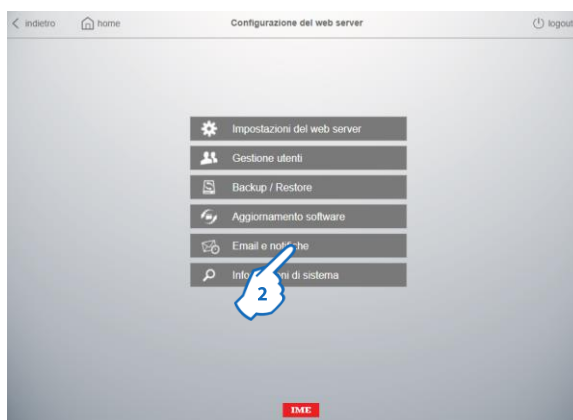 indietro home Configurazione del web server logout
Impostazioni del web server
Gestione utenti
Backup / Restore
Aggiornamento software
Email e notifiche
di sistema
2
IME